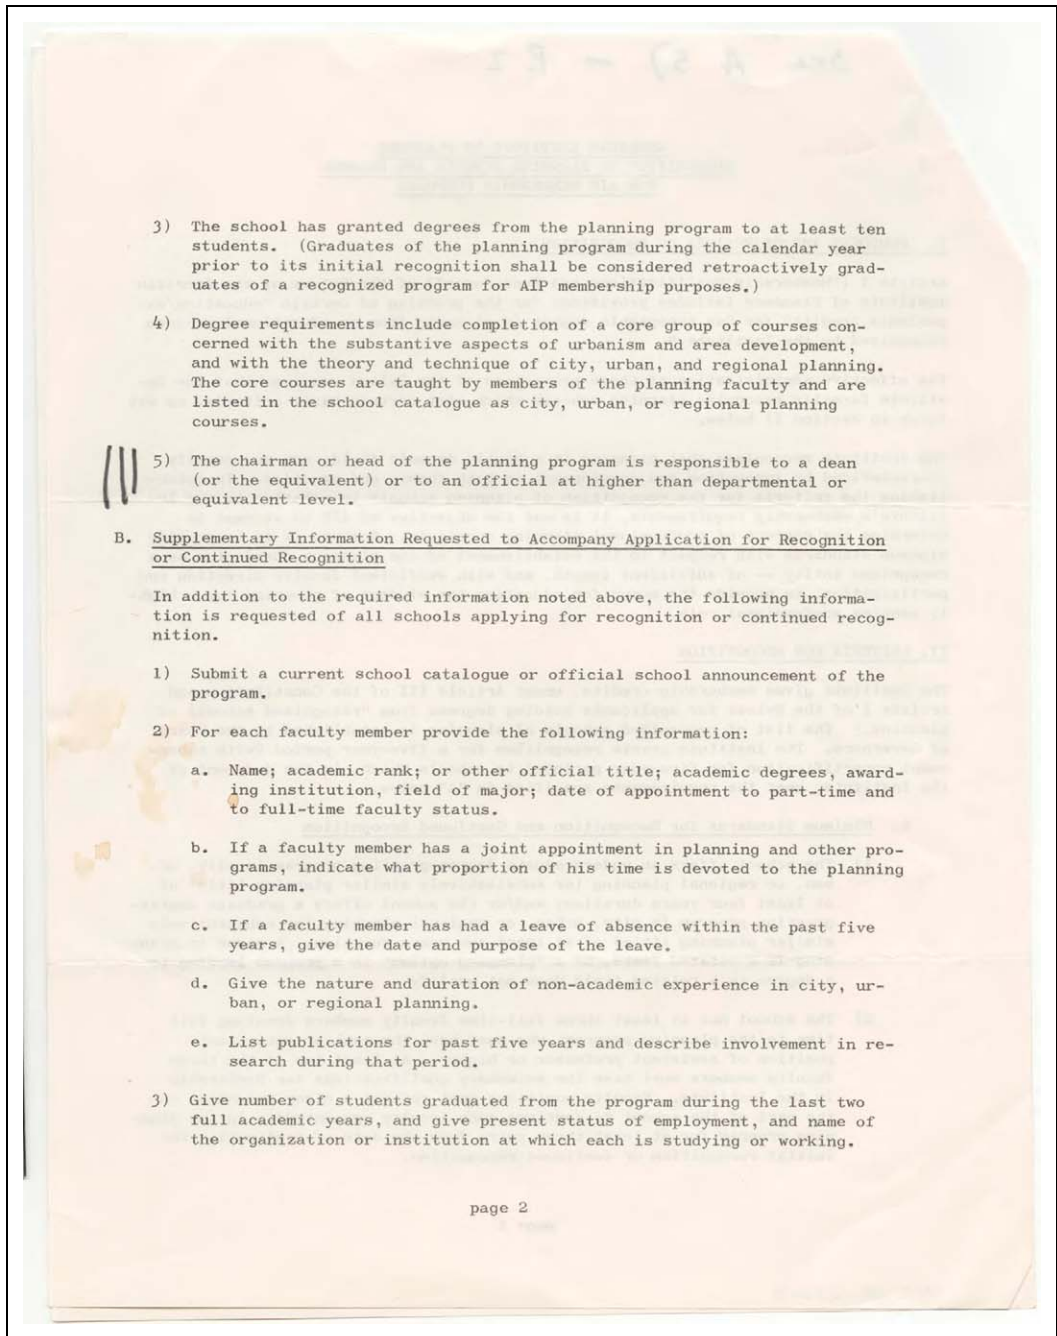 3) The school has granted degrees from the planning program to at least ten
students. (Graduates of the planning program during the calendar year
prior to its initial recognition shall be considered retroactively grad-
uates of a recognized program for AIP membership purposes.)
4) Degree requirements include completion of a core group of courses con-
cerned with the substantive aspects of urbanism and area development,
and with the theory and technique of city, urban, and regional planning.
The core courses are taught by members of the planning faculty and are
listed in the school catalogue as city, urban, or regional planning
courses.
5) The chairman or head of the planning program is responsible to a dean
(or the equivalent) or to an official at higher than departmental or
equivalent level.
B. Supplementary Information Requested to Accompany Application for Recognition
or Continued Recognition
In addition to the required information noted above, the following informa-
tion is requested of all schools applying for recognition or continued recog-
nition.
1) Submit a current school catalogue or official school announcement of the
program.
2) For each faculty member provide the following information:
a. Name; academic rank; or other official title; academic degrees, award-
ing institution, field of major; date of appointment to part-time and
to full-time faculty status.
b. If a faculty member has a joint appointment in planning and other pro-
grams, indicate what proportion of his time is devoted to the planning
program.
c. If a faculty member has had a leave of absence within the past five
years, give the date and purpose of the leave.
d. Give the nature and duration of non-academic experience in city, ur-
ban, or regional planning.
e. List publications for past five years and describe involvement in re-
search during that period.
3) Give number of students graduated from the program during the last two
full academic years, and give present status of employment, and name of
the organization or institution at which each is studying or working.
page 2